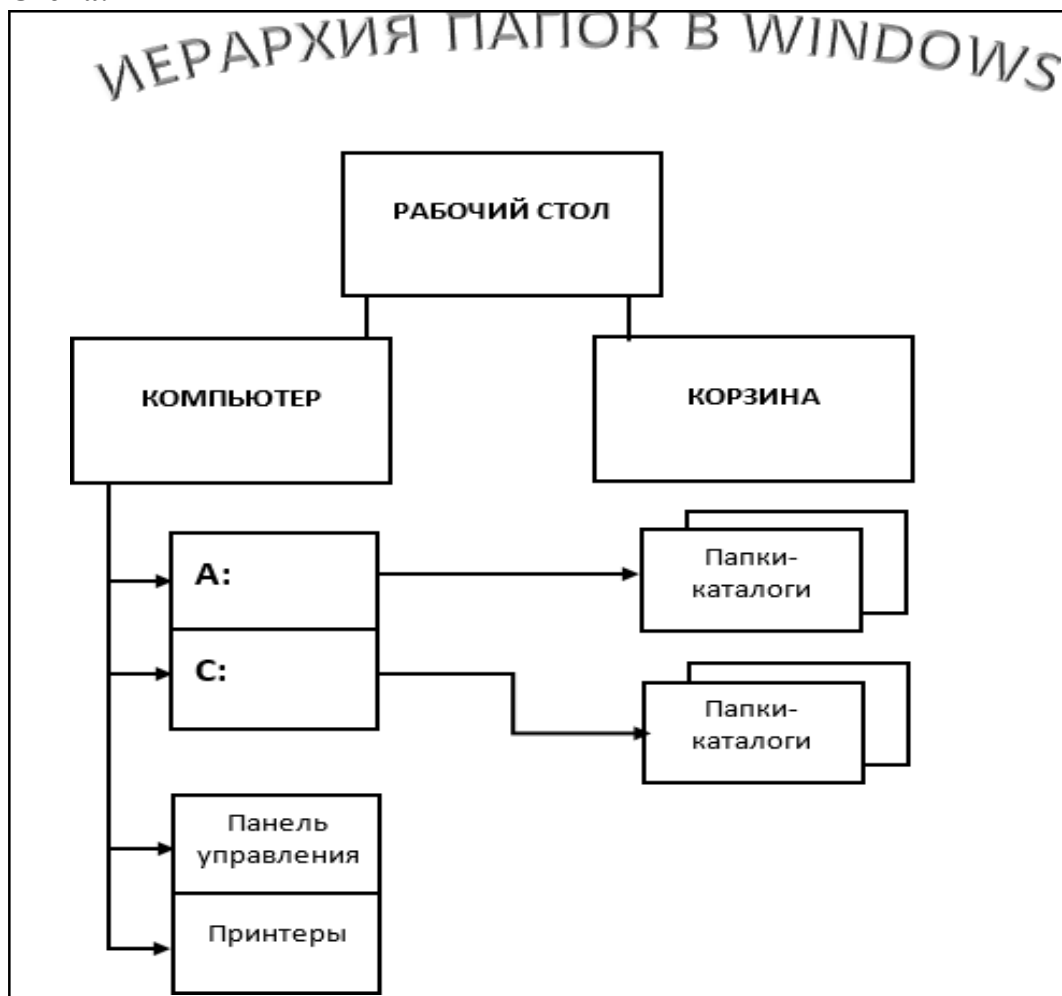 ИЕРАРХИЯ ПАПОК В WINDOWS
РАБОЧИЙ СТОЛ
КОМПЬЮТЕР
КОРЗИНА
А:
Папки-
каталоги
С:
Папки-
каталоги
Панель
управления
Принтеры